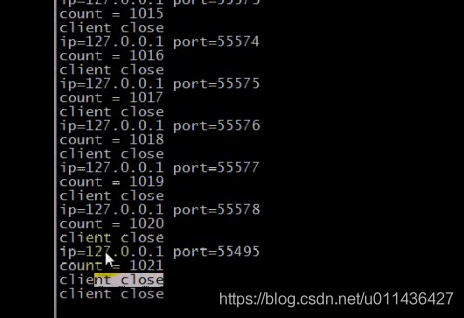 ip=127.0.0.1 port=55573
count = 1015
client close
ip=127.0.0.1 port=55574
count = 1016
client close
ip=127.0.0.1 port=55575
count = 1017
client close
ip=127.0.0.1 port=55576
count = 1018
client close
ip=127.0.0.1 port=55577
count = 1019
client close
ip=127.0.0.1 port=55578
count = 1020
client close
ip=127.0.0.1 port=55495
count = 1021
client close
client close
https://blog.csdn.net/u011436427